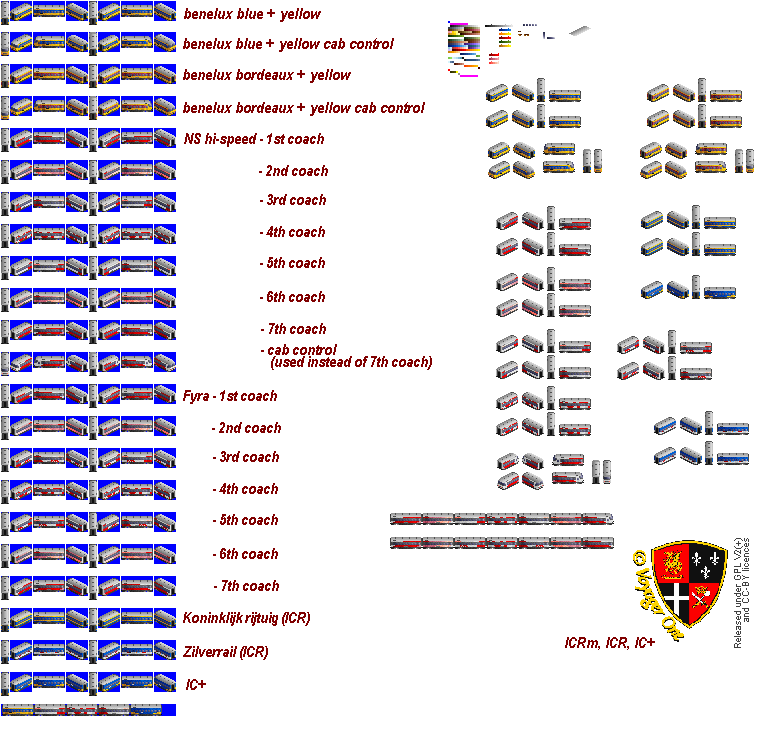 benelux blue + yellow
benelux blue + yellow cab control
benelux bordeaux + yellow
benelux bordeaux + yellow cab control
NS hi-speed - 1st coach
- 2nd coach
- 3rd coach
- 4th coach
- 5th coach
- 6th coach
- 7th coach
- cab control
(used instead of 7th coach)
Fyra - 1st coach
- 2nd coach
- 3rd coach
- 4th coach
- 5th coach
- 6th coach
- 7th coach
Koninklijk rijtuig (ICR)
Zilverrail (ICR)
IC+
ICRm, ICR, IC+
© Voyager One
Released under GPL V2(+)
and CC-BY licences